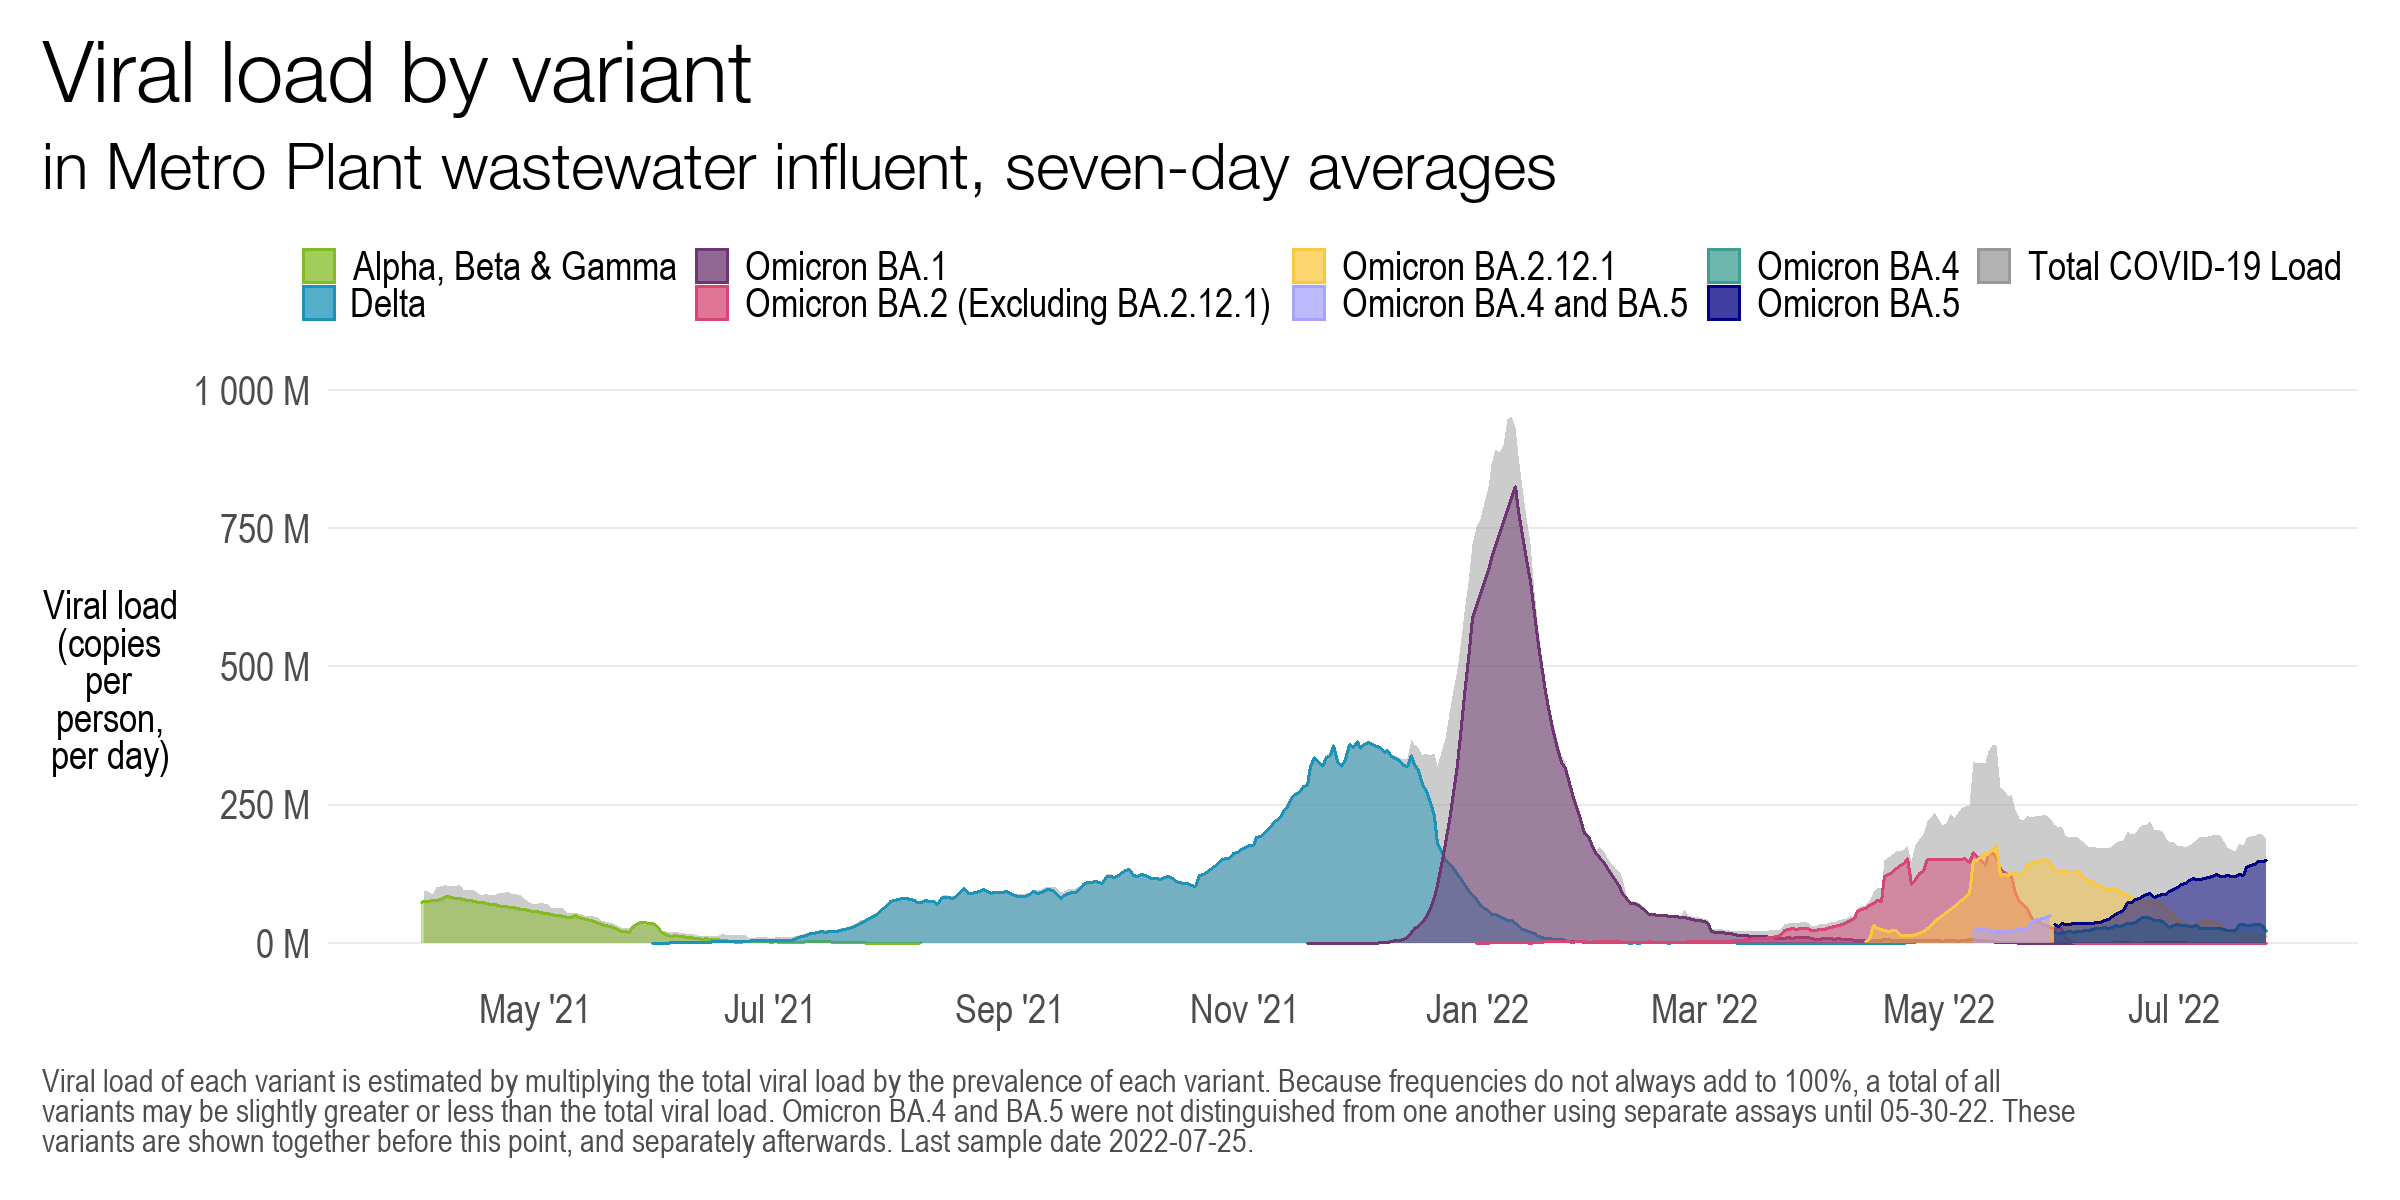 Viral load by variant
in Metro Plant wastewater influent, seven-day averages
Alpha, Beta & Gamma
Delta
Omicron BA.1
Omicron BA.2 (Excluding BA.2.12.1)
Omicron BA.2.12.1
Omicron BA.4 and BA.5
Omicron BA.4
Omicron BA.5
Total COVID-19 Load
1 000 M
750 M
500 M
250 M
0 M
Viral load
(copies
per
person,
per day)
May '21
Jul '21
Sep '21
Nov '21
Jan '22
Mar '22
May '22
Jul '22
Viral load of each variant is estimated by multiplying the total viral load by the prevalence of each variant. Because frequencies do not always add to 100%, a total of all
variants may be slightly greater or less than the total viral load. Omicron BA.4 and BA.5 were not distinguished from one another using separate assays until 05-30-22. These
variants are shown together before this point, and separately afterwards. Last sample date 2022-07-25.